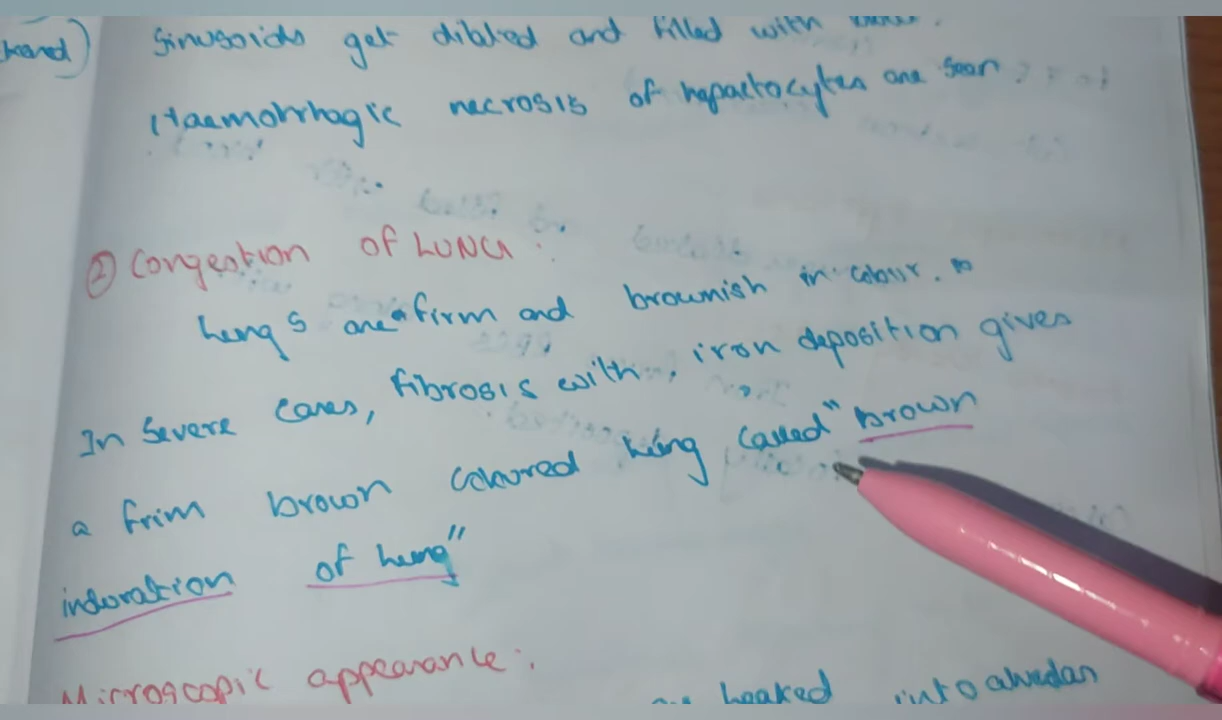 Sinusoids get dilated and filled with
Haemorrhagic necrosis of hepactocytes are seen
② Congestion of LUNG:
Lungs are firm and brownish in colour.
In severe cases, fibrosis with, iron deposition gives
a frim brown coloured lung called "brown
induration of lung"
Microscopic appearance:
leaked into alveolar